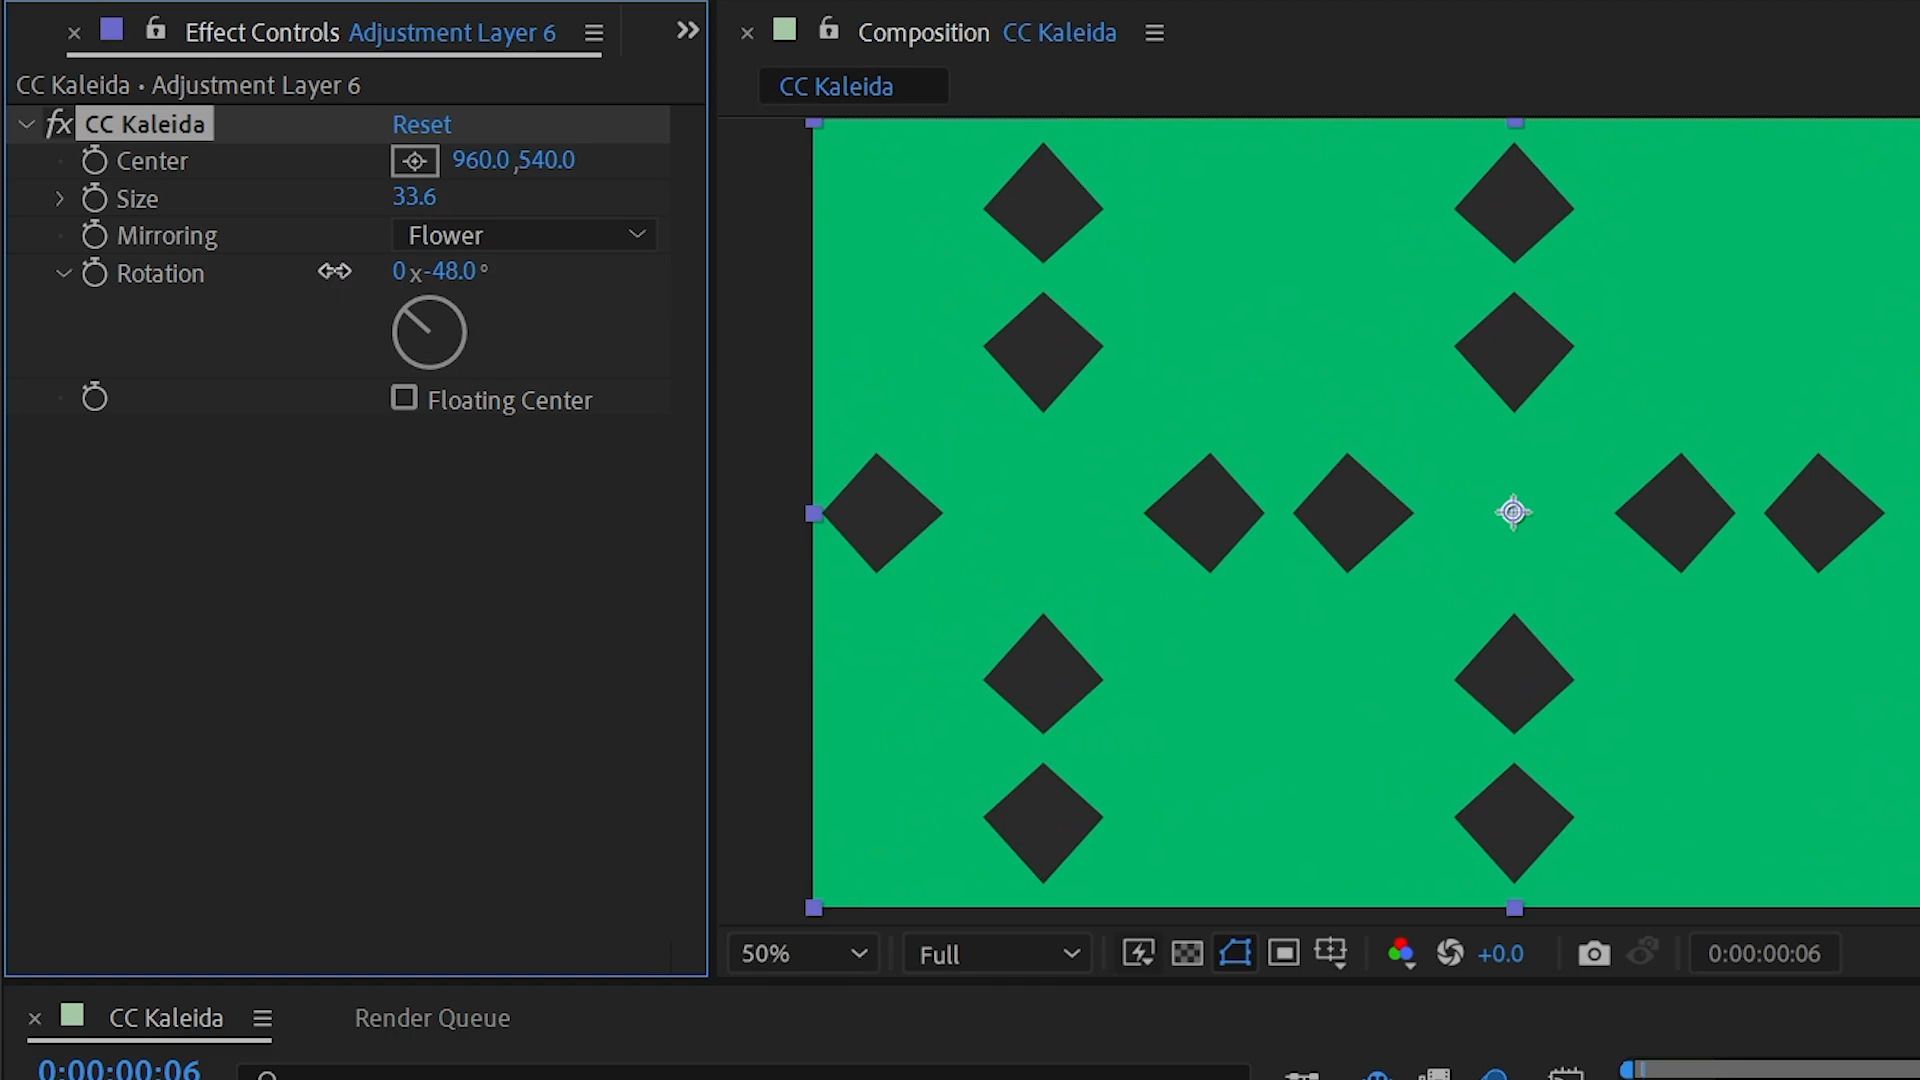 Effect Controls Adjustment Layer 6
CC Kaleida • Adjustment Layer 6
fx CC Kaleida Reset
Center 960.0,540.0
Size 33.6
Mirroring Flower
Rotation 0x-48.0°
Floating Center
Composition CC Kaleida
CC Kaleida
50% Full +0.0 0:00:00:06
CC Kaleida Render Queue
0:00:00:06